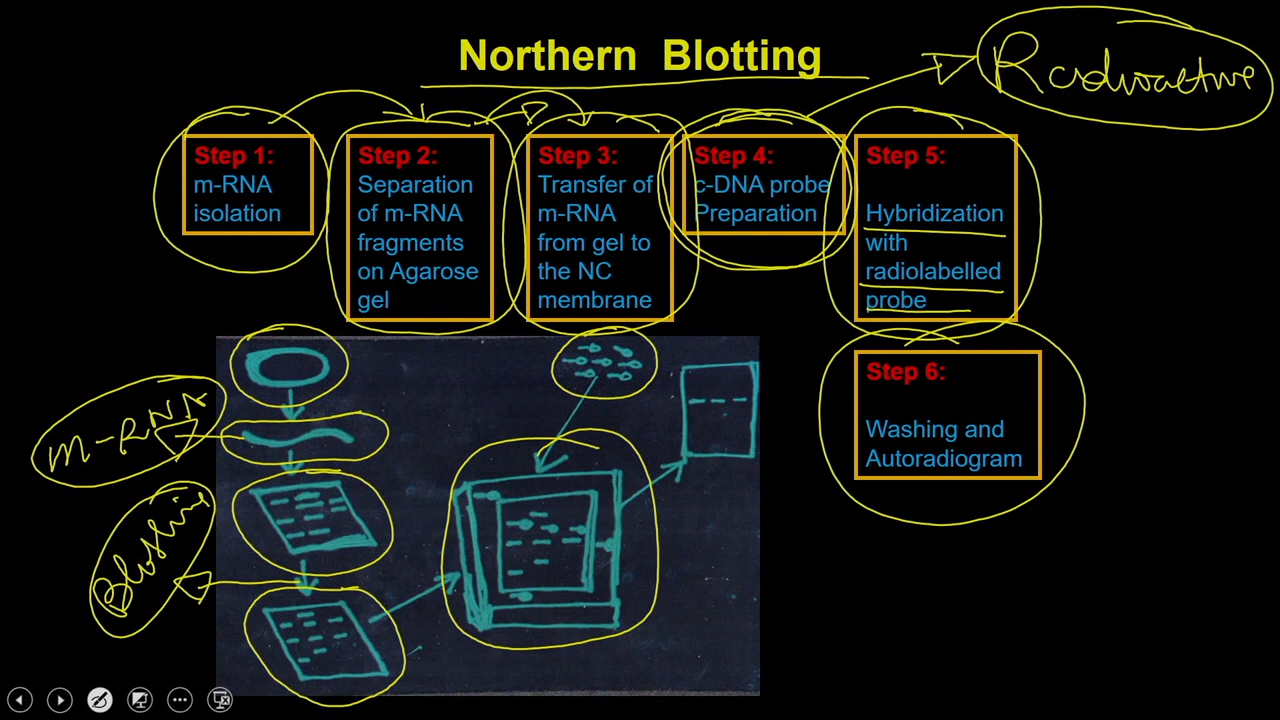 Northern Blotting
Radioactive
Step 1:
m-RNA
isolation
Step 2:
Separation
of m-RNA
fragments
on Agarose
gel
Step 3:
Transfer of
m-RNA
from gel to
the NC
membrane
Step 4:
c-DNA probe
Preparation
Step 5:
Hybridization
with
radiolabelled
probe
Step 6:
Washing and
Autoradiogram
m-RNA
Blotting